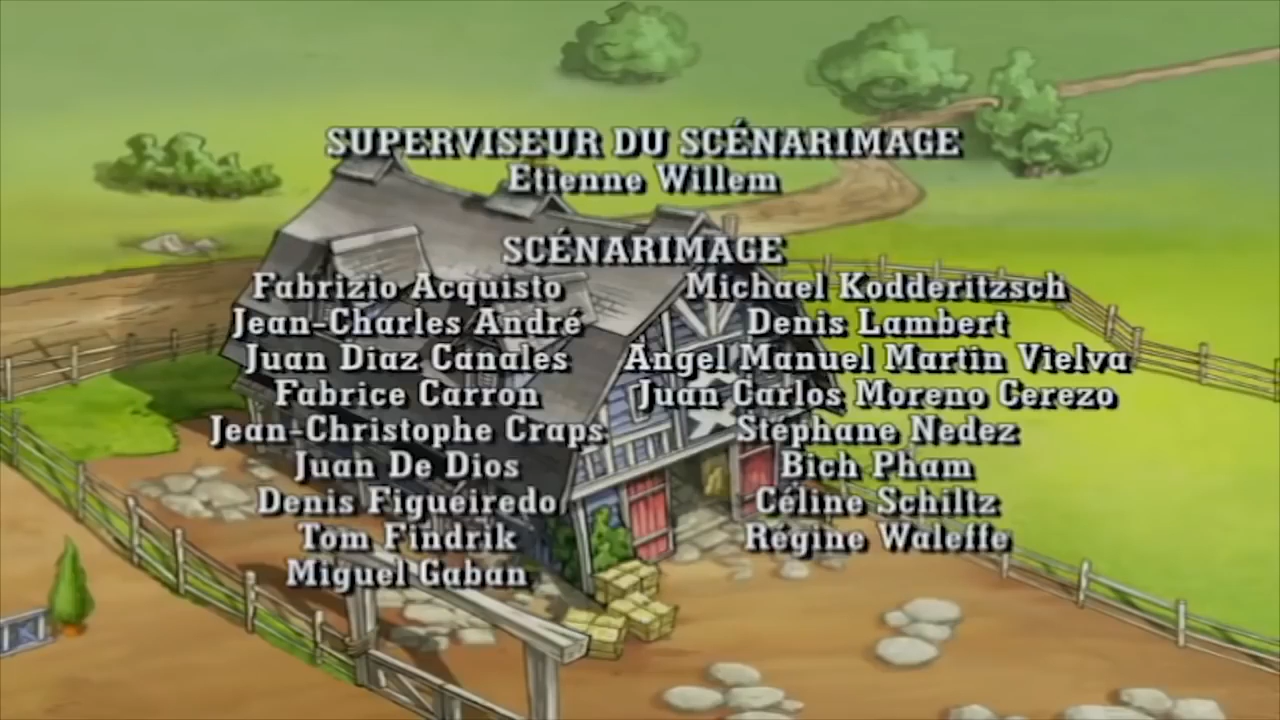 SUPERVISEUR DU SCÉNARIMAGE
Etienne Willem
SCÉNARIMAGE
Fabrizio Acquisto
Jean-Charles André
Juan Diaz Canales
Fabrice Carron
Jean-Christophe Craps
Juan De Dios
Denis Figueiredo
Tom Findrik
Miguel Gaban
Michael Kodderitzsch
Denis Lambert
Angel Manuel Martin Vielva
Juan Carlos Moreno Cerezo
Stéphane Nedez
Bich Pham
Céline Schiltz
Régine Waleffe